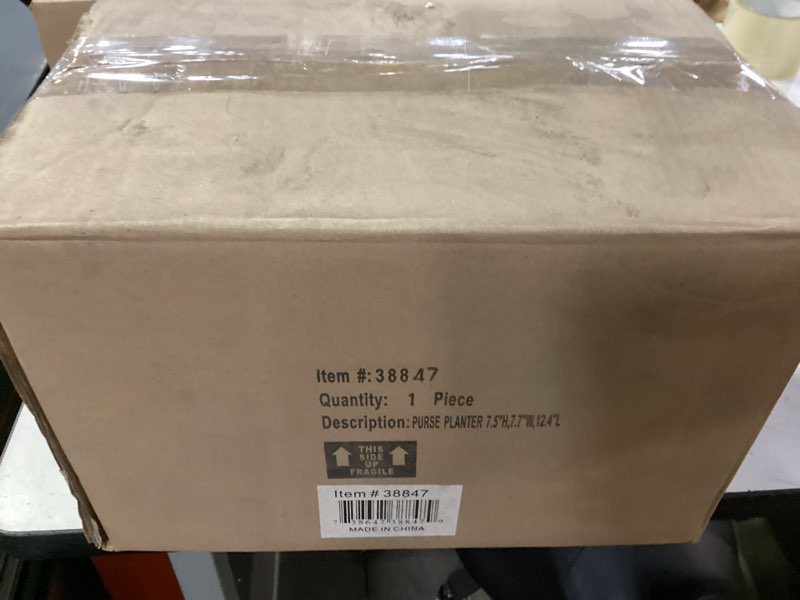 Item #:38847
Quantity: 1 Piece
Description:PURSE PLANTER 7.5"H,7.7"W,12.4"L
THIS
SIDE
UP
FRAGILE
Item # 38847
MADE IN CHINA